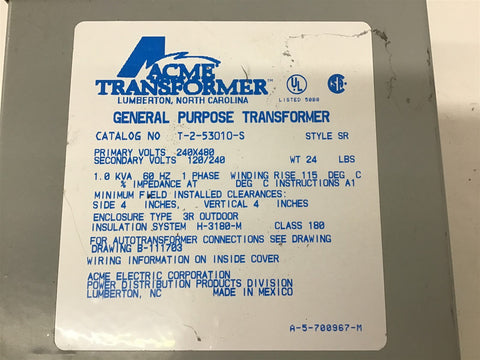 ACME
TRANSFORMER™
LUMBERTON, NORTH CAROLINA
UL
LISTED 50B8
GENERAL PURPOSE TRANSFORMER
CATALOG NO T-2-53010-S STYLE SR
PRIMARY VOLTS 240X480
SECONDARY VOLTS 120/240 WT 24 LBS
1.0 KVA 60 HZ 1 PHASE WINDING RISE 115 DEG C
% IMPEDANCE AT DEG C INSTRUCTIONS A1
MINIMUM FIELD INSTALLED CLEARANCES:
SIDE 4 INCHES, VERTICAL 4 INCHES
ENCLOSURE TYPE 3R OUTDOOR
INSULATION SYSTEM H-3180-M CLASS 180
FOR AUTOTRANSFORMER CONNECTIONS SEE DRAWING
DRAWING B-111703
WIRING INFORMATION ON INSIDE COVER
ACME ELECTRIC CORPORATION
POWER DISTRIBUTION PRODUCTS DIVISION
LUMBERTON, NC MADE IN MEXICO
A-5-700967-M